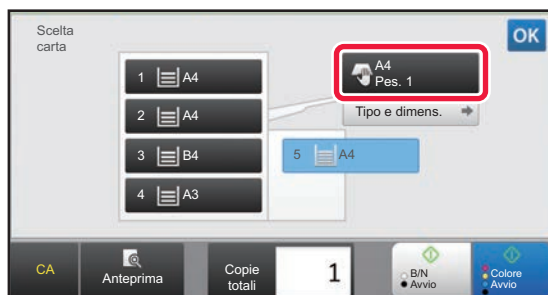 Scelta
carta
OK
1 A4
2 A4
3 B4
4 A3
A4
Pes. 1
Tipo e dimens.
5 A4
CA
Anteprima
Copie
totali
1
B/N
Avvio
Colore
Avvio